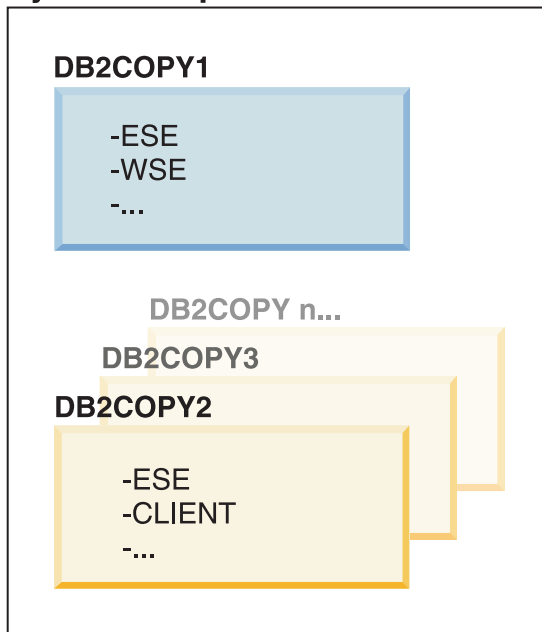 DB2COPY1
-ESE
-WSE
-...
DB2COPY n...
DB2COPY3
DB2COPY2
-ESE
-CLIENT
-...